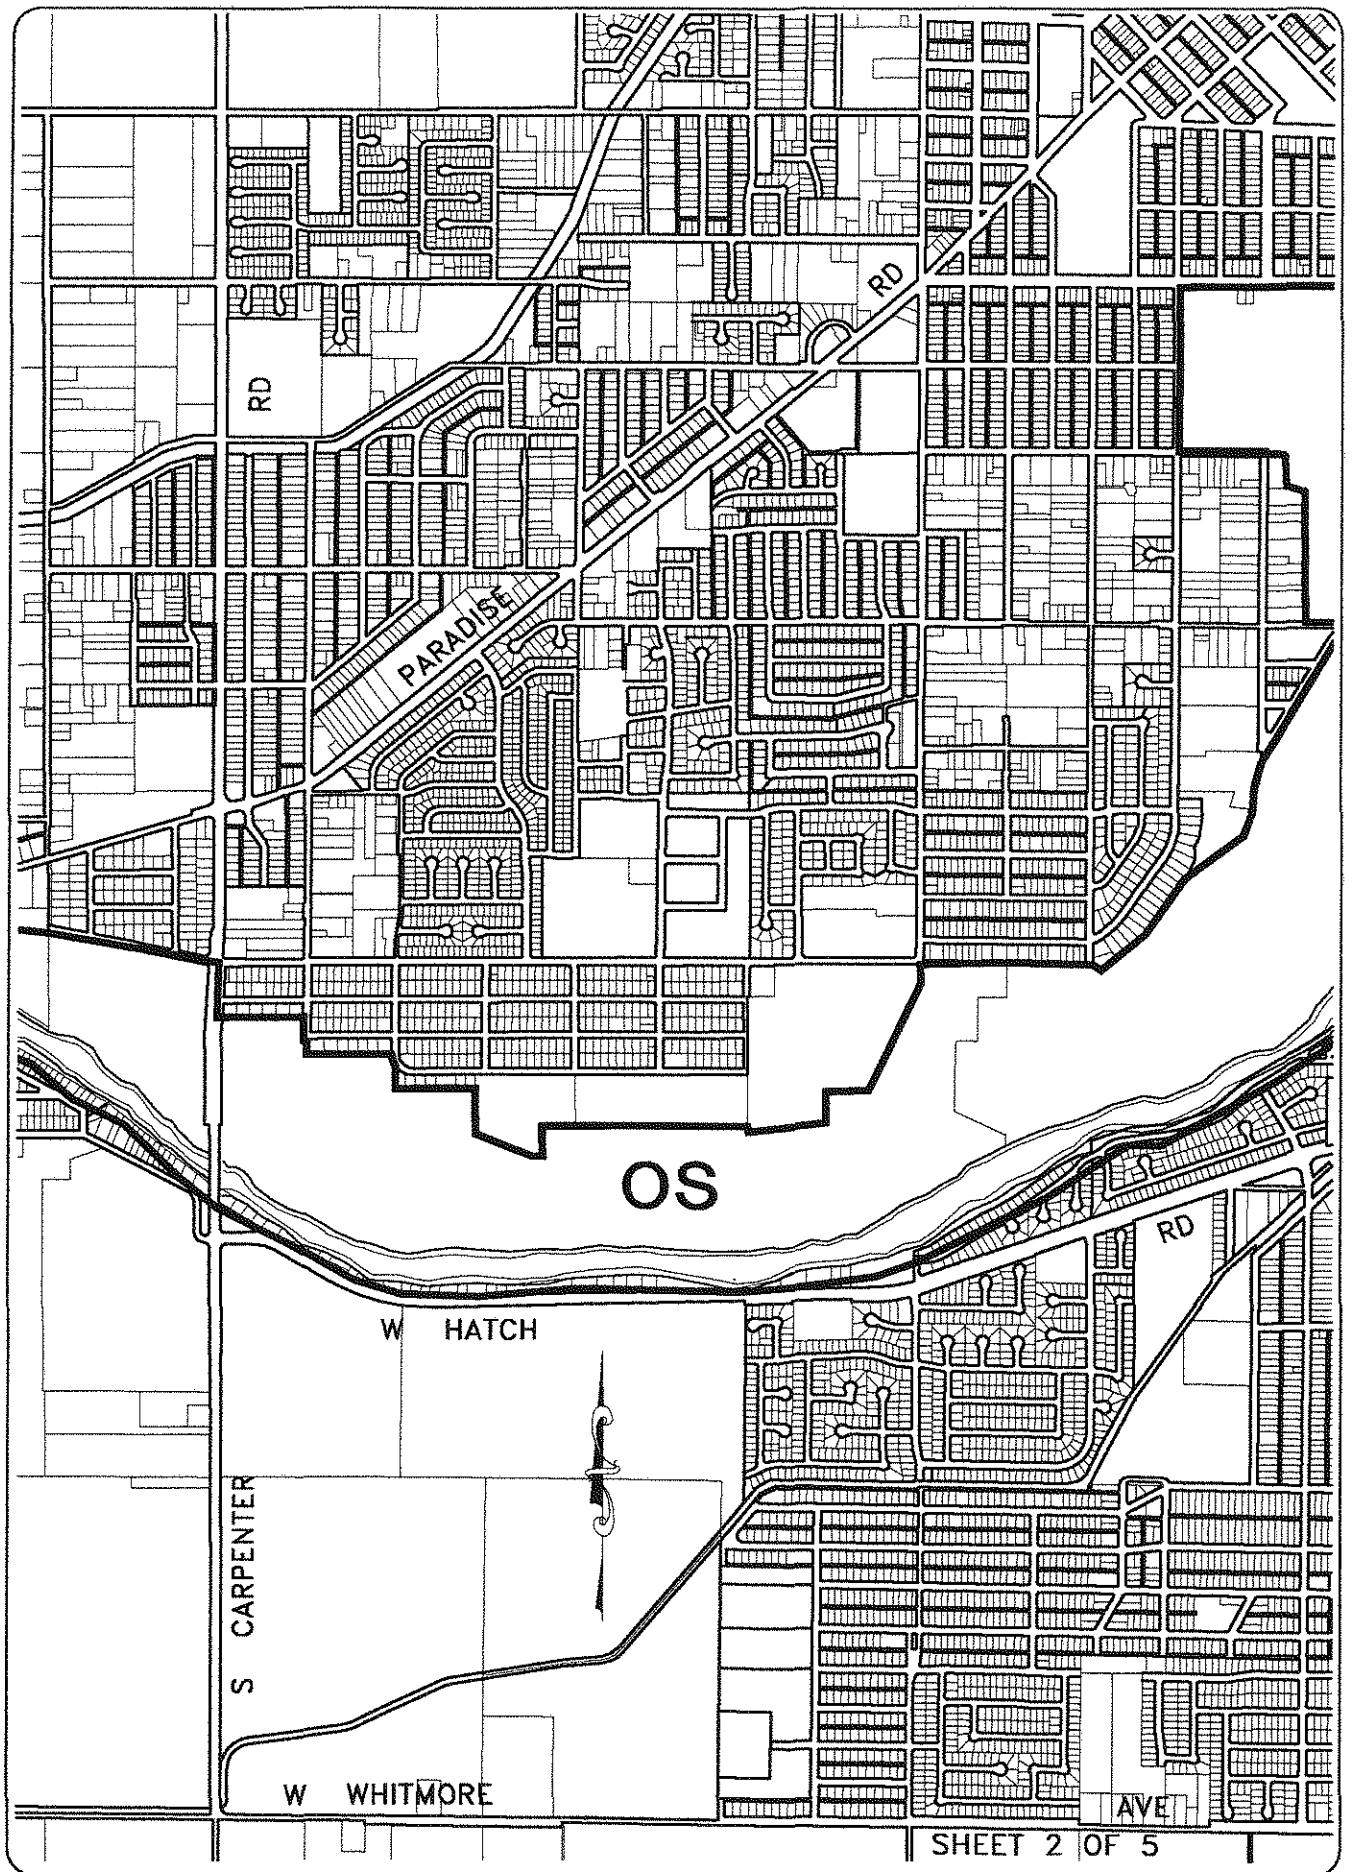 RD
RD
PARADISE
OS
RD
W HATCH
S CARPENTER
W WHITMORE
AVE
SHEET 2 OF 5